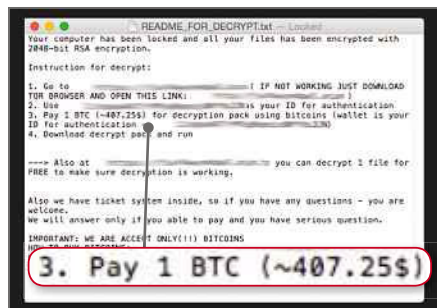 README_FOR_DECRYPT.txt — Locked
Your computer has been locked and all your files has been encrypted with
2048-bit RSA encryption.
Instruction for decrypt:
1. Go to ( IF NOT WORKING JUST DOWNLOAD
TOR BROWSER AND OPEN THIS LINK: )
2. Use as your ID for authentication
3. Pay 1 BTC (~407.25$) for decryption pack using bitcoins (wallet is your
ID for authentication )
4. Download decrypt pack and run
---> Also at you can decrypt 1 file for
FREE to make sure decryption is working.
Also we have ticket system inside, so if you have any questions - you are
welcome.
We will answer only if you able to pay and you have serious question.
IMPORTANT: WE ARE ACCEPT ONLY(!!) BITCOINS
HOW TO BUY BITCOINS:
3. Pay 1 BTC (~407.25$)